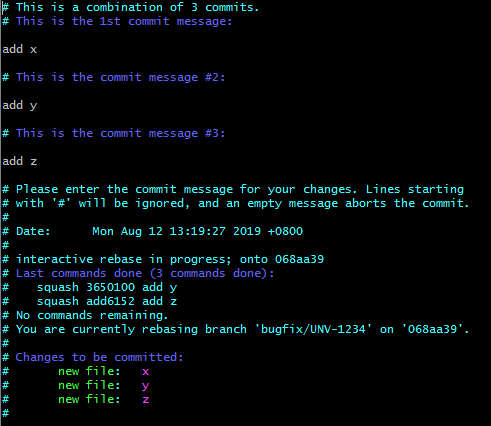 # This is a combination of 3 commits.
# This is the 1st commit message:
add x
# This is the commit message #2:
add y
# This is the commit message #3:
add z
# Please enter the commit message for your changes. Lines starting
# with '#' will be ignored, and an empty message aborts the commit.
#
# Date:      Mon Aug 12 13:19:27 2019 +0800
#
# interactive rebase in progress; onto 068aa39
# Last commands done (3 commands done):
#    squash 3650100 add y
#    squash add6152 add z
# No commands remaining.
# You are currently rebasing branch 'bugfix/UNV-1234' on '068aa39'.
#
# Changes to be committed:
#       new file:   x
#       new file:   y
#       new file:   z
#